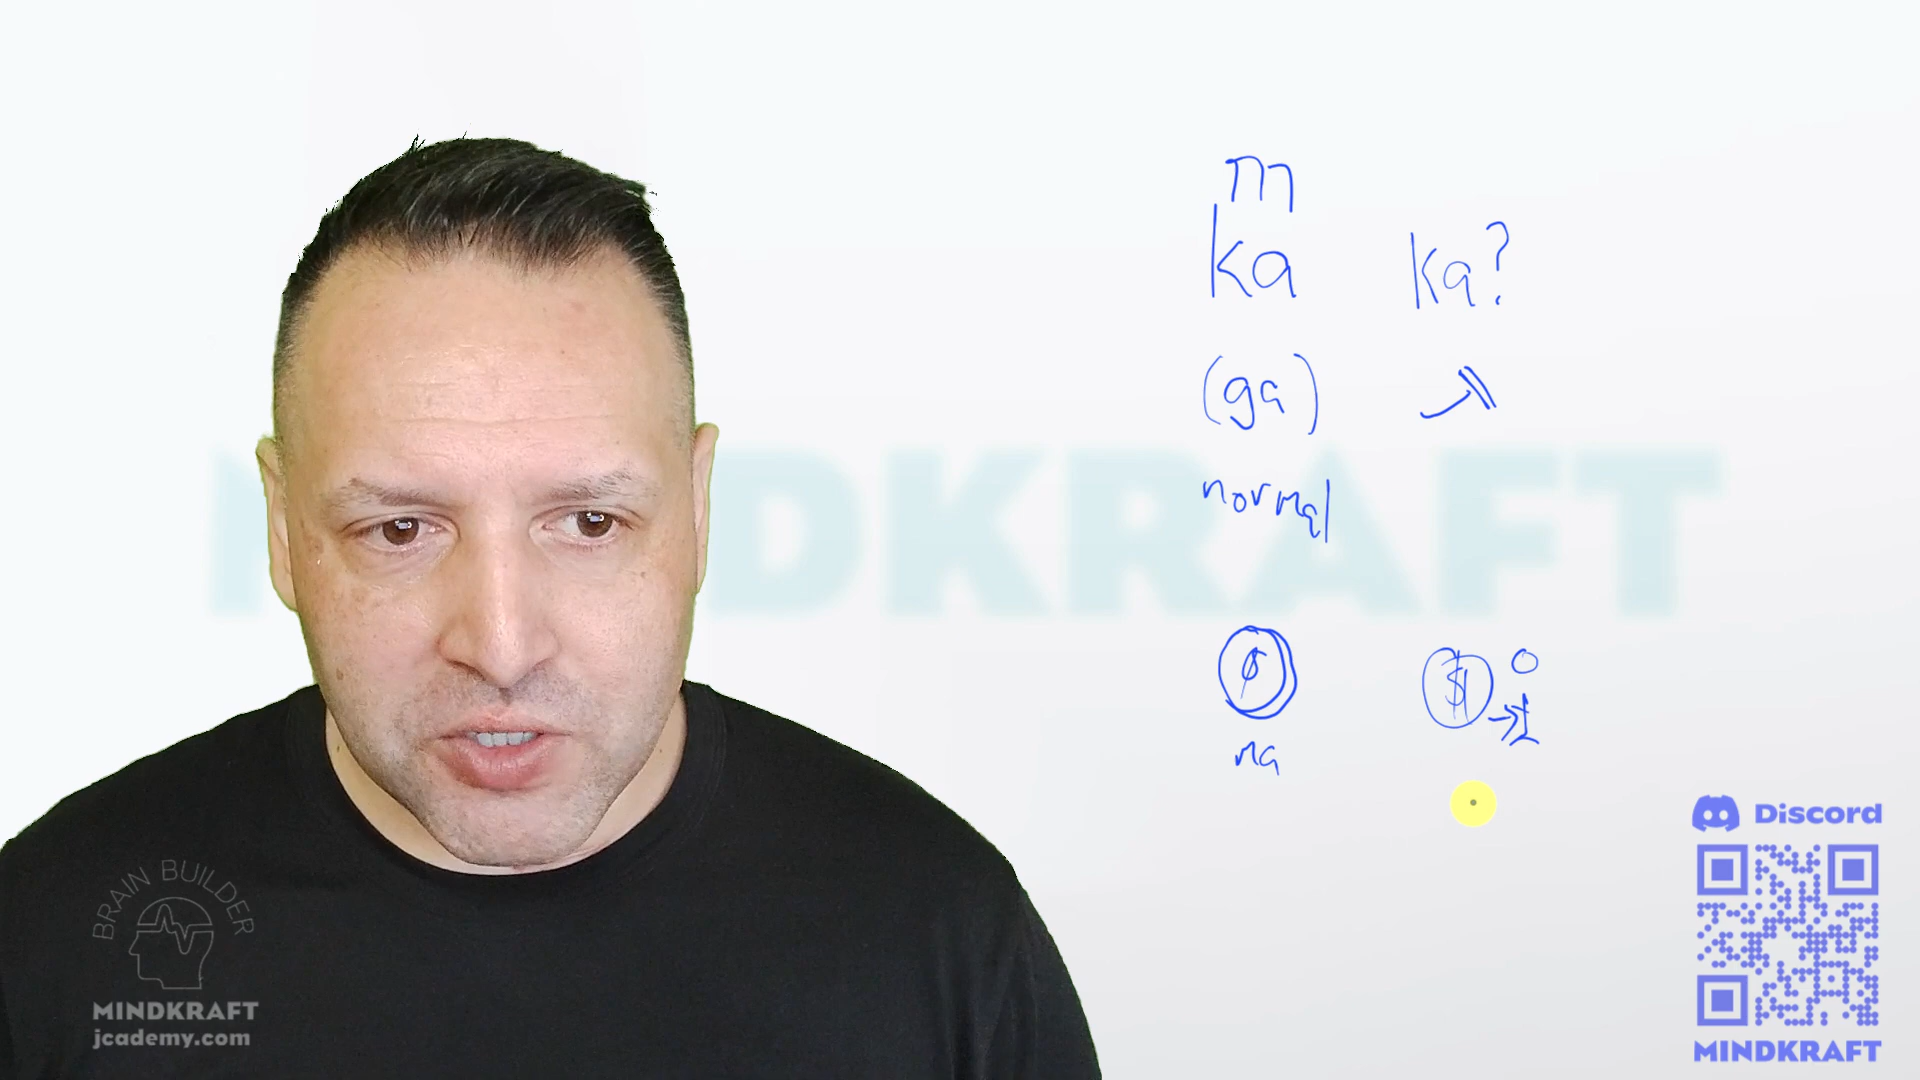 m
ka ka?
(ga)
normal
$ $
na
MINDKRAFT
BRAIN BUILDER
MINDKRAFT
jcademy.com
Discord
MINDKRAFT